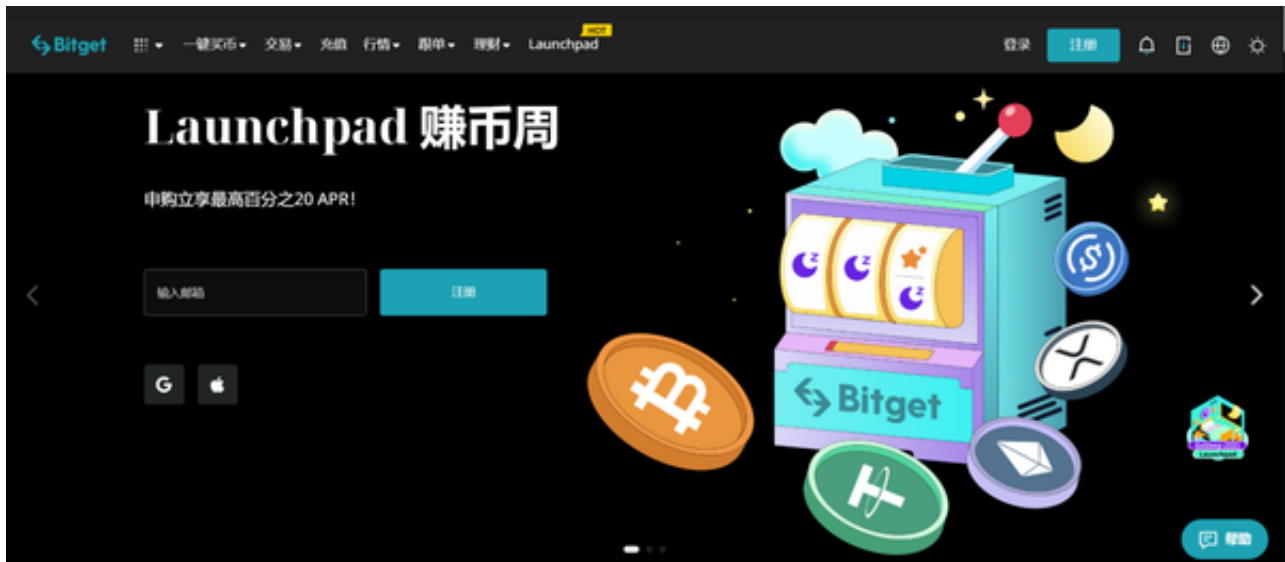 HOT
Bitget 一键买币 交易 充值 行情 跟单 理财 Launchpad 登录 注册
Launchpad 赚币周
申购立享最高百分之20 APR!
输入邮箱 注册
G
Bitget
Launchpad
帮助